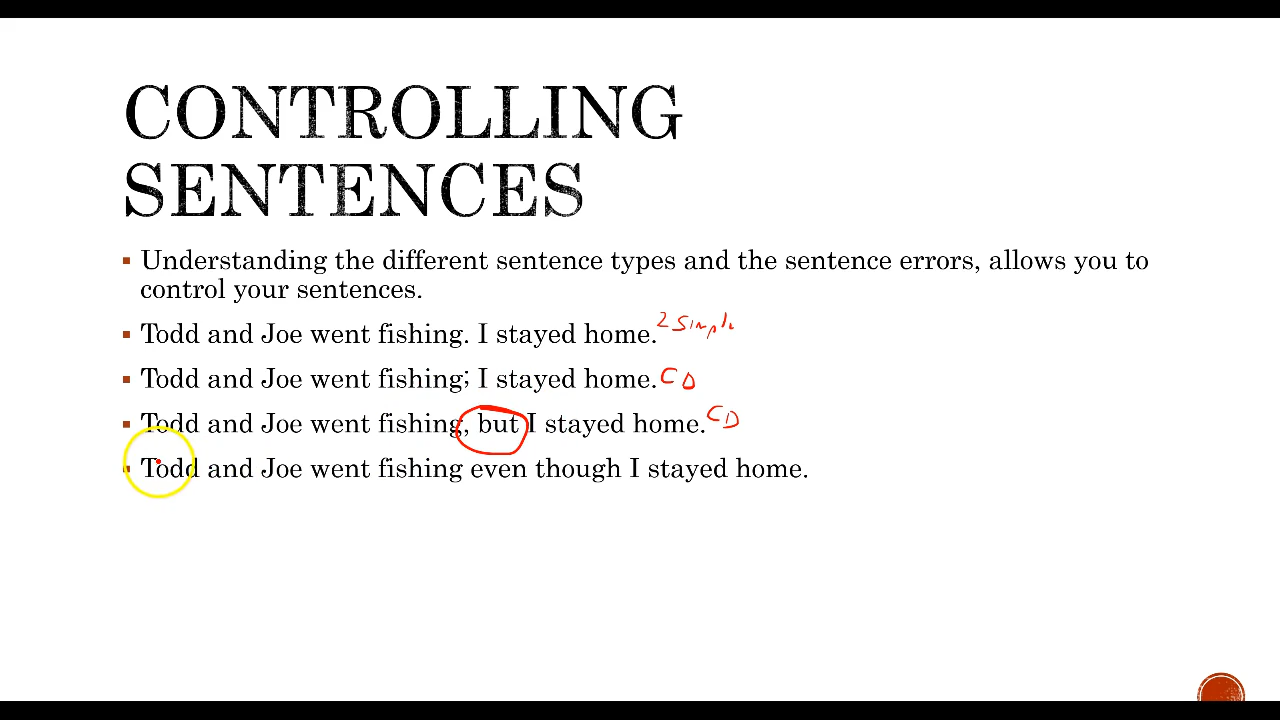 CONTROLLING
SENTENCES
Understanding the different sentence types and the sentence errors, allows you to
control your sentences.
Todd and Joe went fishing. I stayed home. 2 Simple
Todd and Joe went fishing; I stayed home. CD
Todd and Joe went fishing, but I stayed home. CD
Todd and Joe went fishing even though I stayed home.